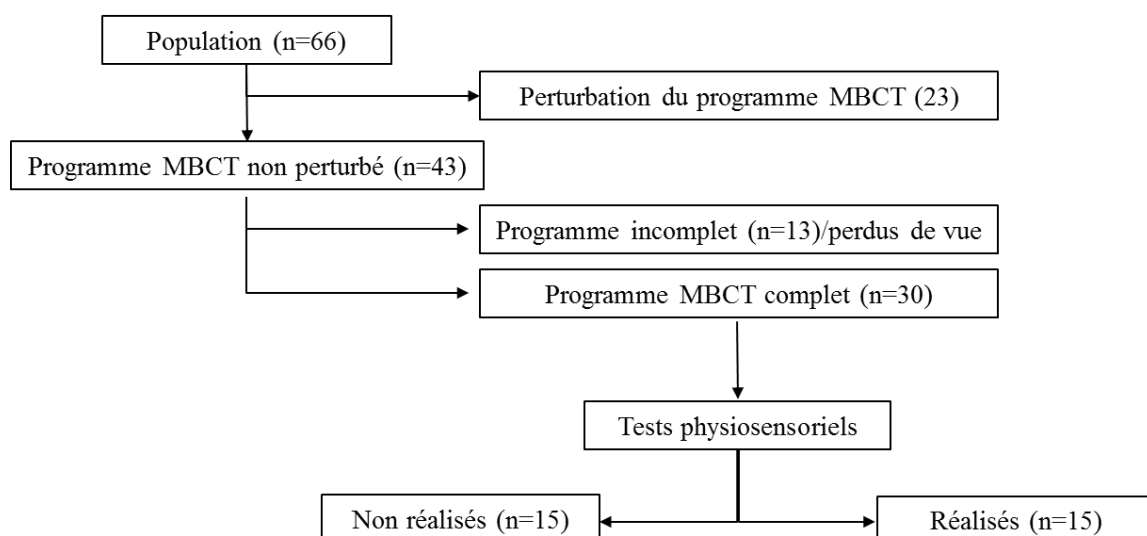 Population (n=66)
Perturbation du programme MBCT (23)
Programme MBCT non perturbé (n=43)
Programme incomplet (n=13)/perdus de vue
Programme MBCT complet (n=30)
Tests physiosensoriels
Non réalisés (n=15)
Réalisés (n=15)